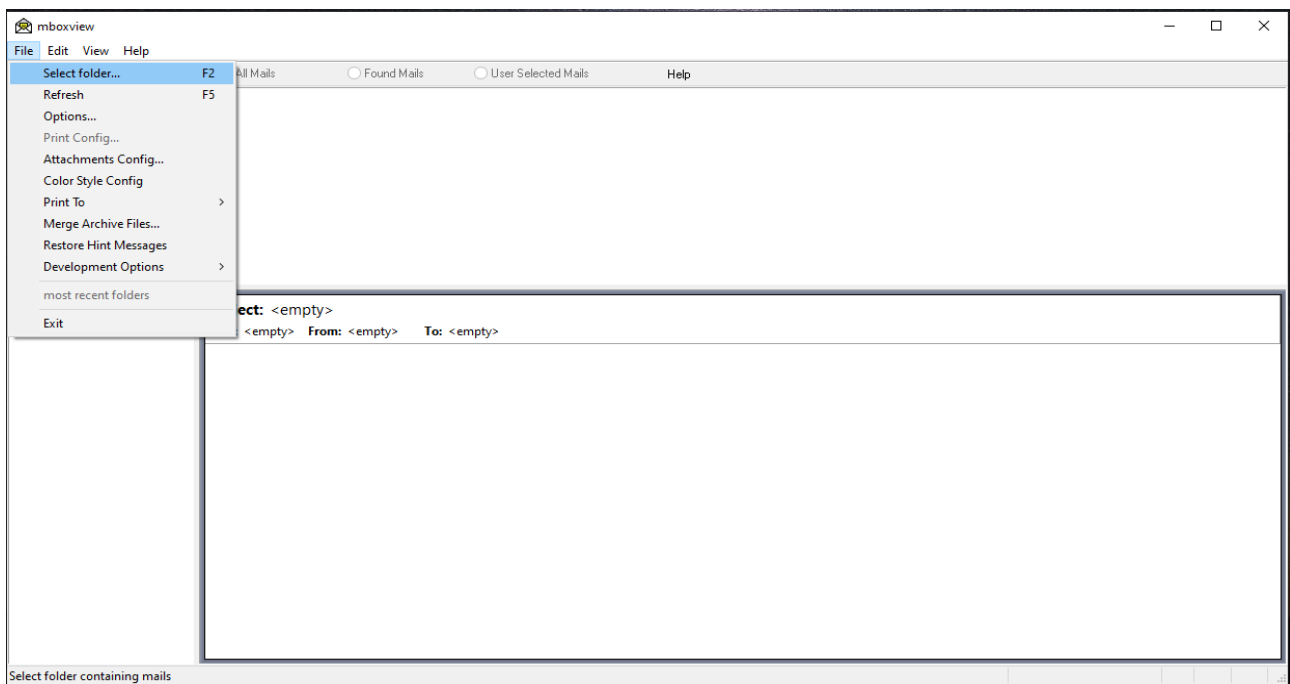 mboxview
File Edit View Help
Select folder... F2 All Mails Found Mails User Selected Mails Help
Refresh F5
Options...
Print Config...
Attachments Config...
Color Style Config
Print To >
Merge Archive Files...
Restore Hint Messages
Development Options >
most recent folders
Exit
ect: <empty>
: <empty> From: <empty> To: <empty>
Select folder containing mails